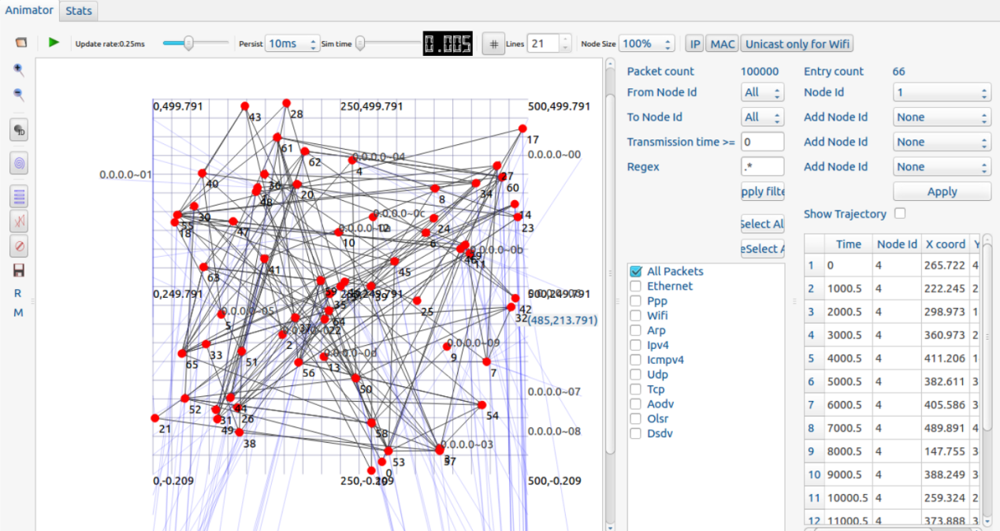 Animator Stats
Update rate:0.25ms Persist 10ms Sim time 0.005 # Lines 21 Node Size 100% IP MAC Unicast only for Wifi
ID
R
M
0,499.791 250,499.791 500,499.791
43 28 17
61 62 0.0.0.0~04 4 0.0.0.0~00
0.0.0.0~01 40 36 20 27 60
48 8 34
30 55 18 47 0.0.0.0~0c 24 14 23
10 6 0.0.0.0~0b
41 45 46 11
63
0,249.791 59 39 500,249.791
0.0.0.0~05 35 25 42
5 64 37 22 32 (485,213.791)
2
33 0.0.0.0~0d 0.0.0.0~09
65 51 56 13 9 7
50 0.0.0.0~07
52 44 54
21 31 26 49 58 0.0.0.0~08
38 0.0.0.0~03
53 57
0
0,-0.209 500,-0.209
Packet count 100000
From Node Id All
To Node Id All
Transmission time >= 0
Regex .*
pply filte
Select Al
eSelect A
All Packets
Ethernet
Ppp
Wifi
Arp
Ipv4
Icmpv4
Udp
Tcp
Aodv
Olsr
Dsdv
Entry count 66
Node Id 1
Add Node Id None
Add Node Id None
Add Node Id None
Apply
Show Trajectory
Time Node Id X coord Y
1 0 4 265.722 4
2 1000.5 4 222.245 2
3 2000.5 4 298.973 1
4 3000.5 4 360.973 2
5 4000.5 4 411.206 1
6 5000.5 4 382.611 3
7 6000.5 4 405.586 3
8 7000.5 4 489.891 4
9 8000.5 4 147.755 3
10 9000.5 4 388.249 3
11 10000.5 4 259.324 2
12 11000.5 4 373.888 3